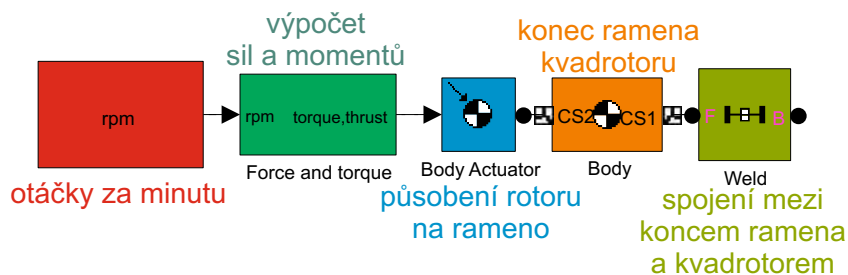 výpočet
sil a momentů
konec ramena
kvadrotoru
rpm
rpm
torque,thrust
CS2
CS1
F
B
Force and torque
Body Actuator
Body
Weld
otáčky za minutu
působení rotoru
na rameno
spojení mezi
koncem ramena
a kvadrotorem